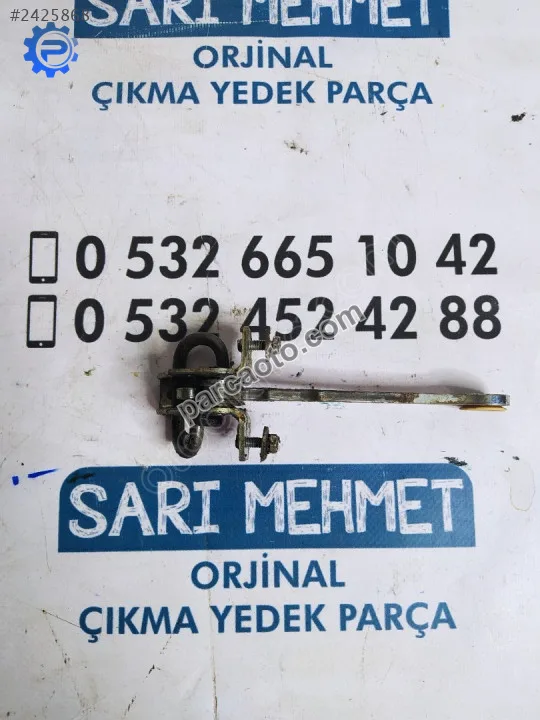 #2425868
SARI MEHMET
ORJİNAL
ÇIKMA YEDEK PARÇA
0 532 665 10 42
0 532 452 42 88
parcaoto.com
SARI MEHMET
ORJİNAL
ÇIKMA YEDEK PARÇA